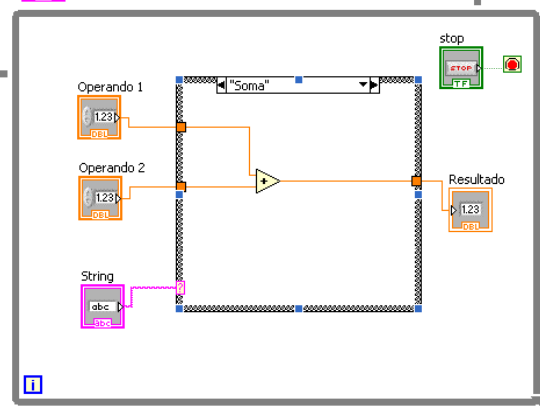 stop
STOP
TF
"Soma"
Operando 1
1.23
DBL
Operando 2
1.23
DBL
+
Resultado
1.23
DBL
String
abc
abc
?
i